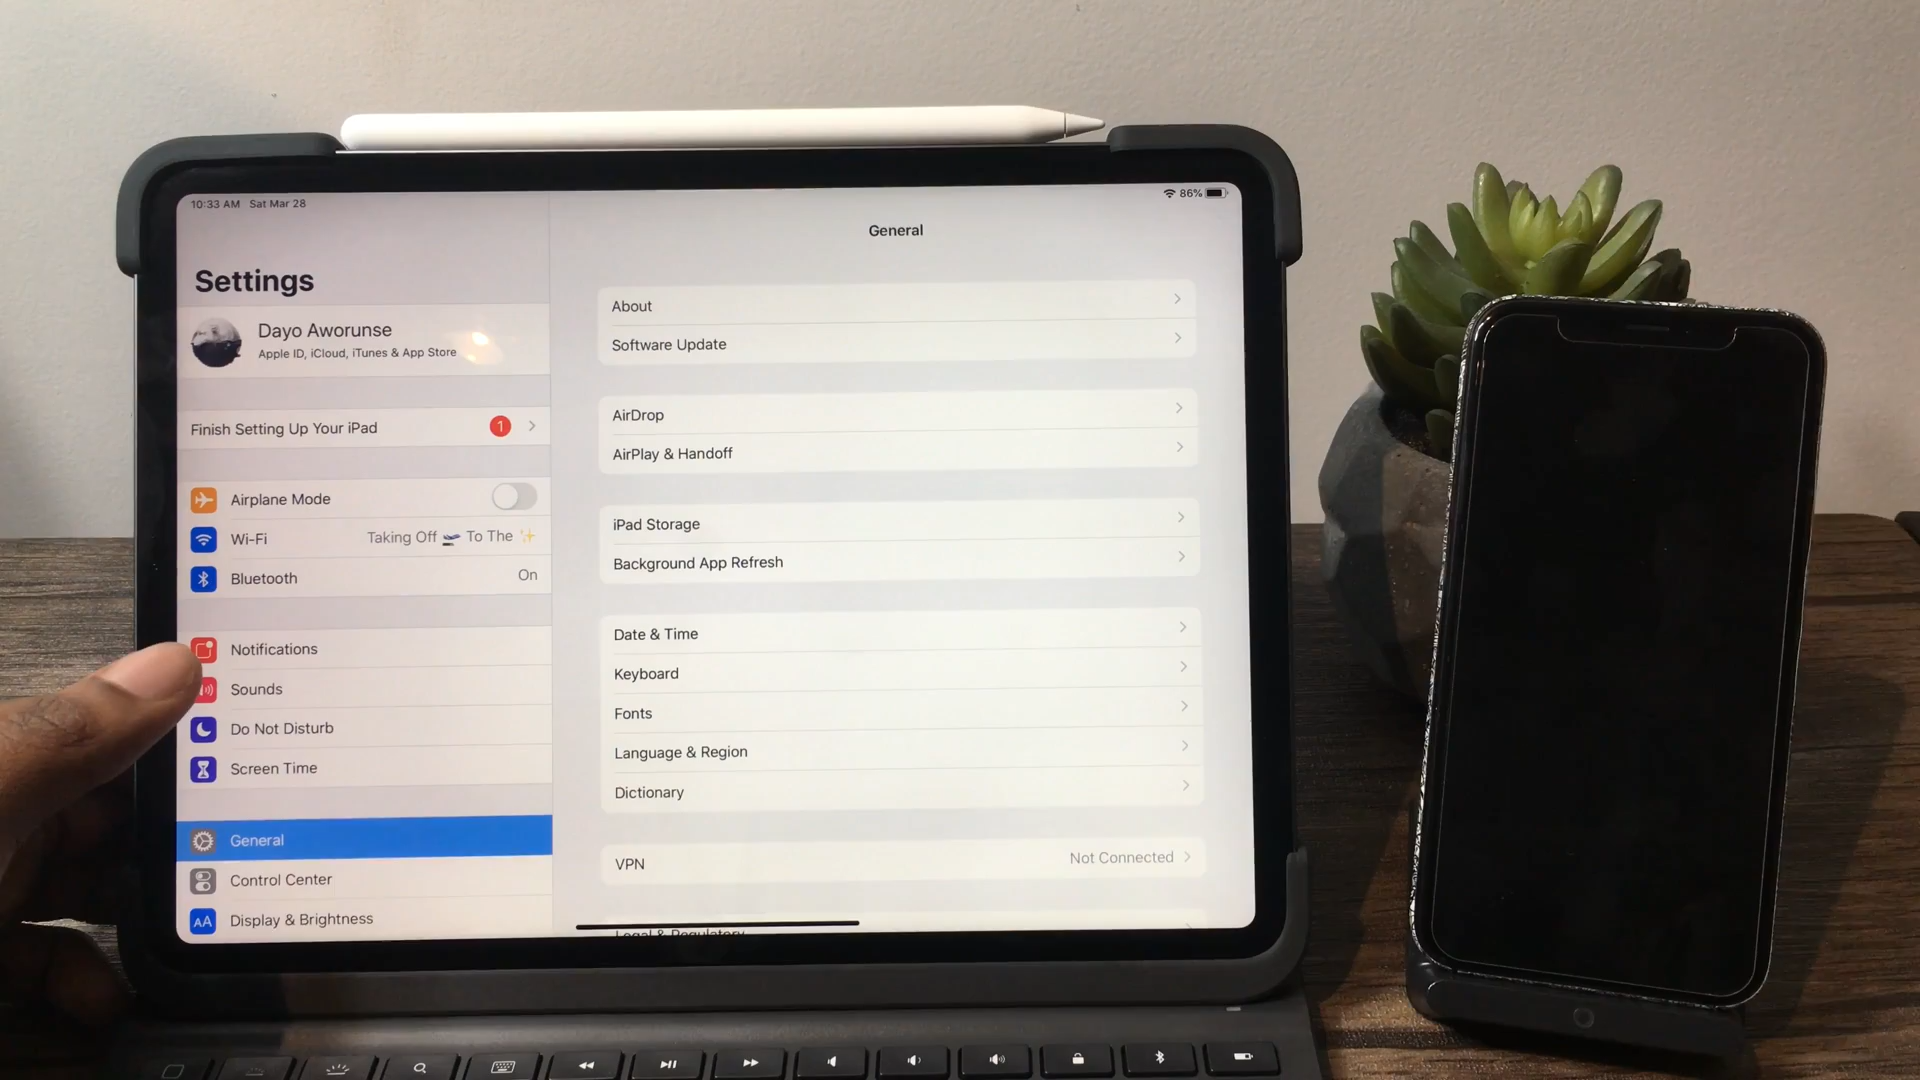 10:33 AM Sat Mar 28
86%
Settings
Dayo Aworunse
Apple ID, iCloud, iTunes & App Store
Finish Setting Up Your iPad 1
Airplane Mode
Wi-Fi Taking Off 🛫 To The ✨
Bluetooth On
Notifications
Sounds
Do Not Disturb
Screen Time
General
Control Center
AA Display & Brightness
General
About
Software Update
AirDrop
AirPlay & Handoff
iPad Storage
Background App Refresh
Date & Time
Keyboard
Fonts
Language & Region
Dictionary
VPN Not Connected
Legal & Regulatory